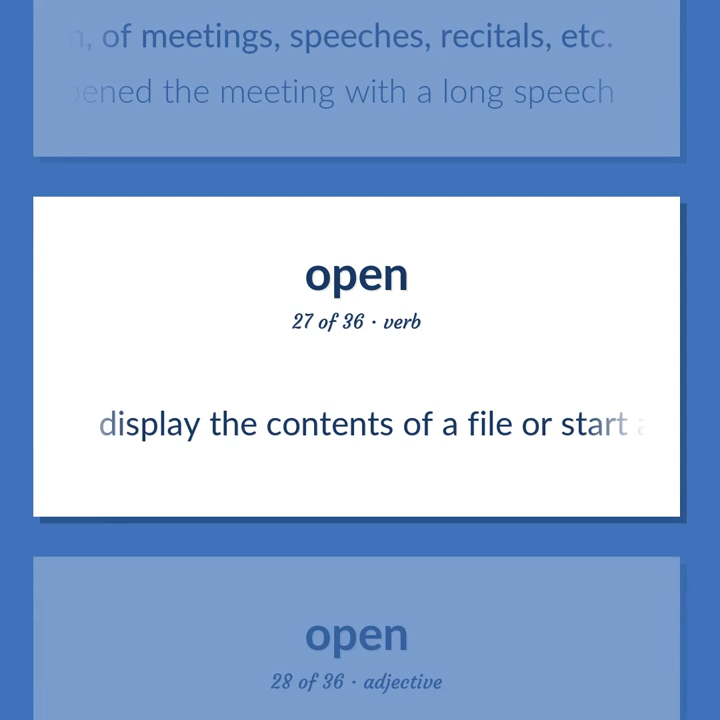 of meetings, speeches, recitals, etc.
the meeting with a long speech
open
27 of 36 · verb
display the contents of a file or start
open
28 of 36 · adjective